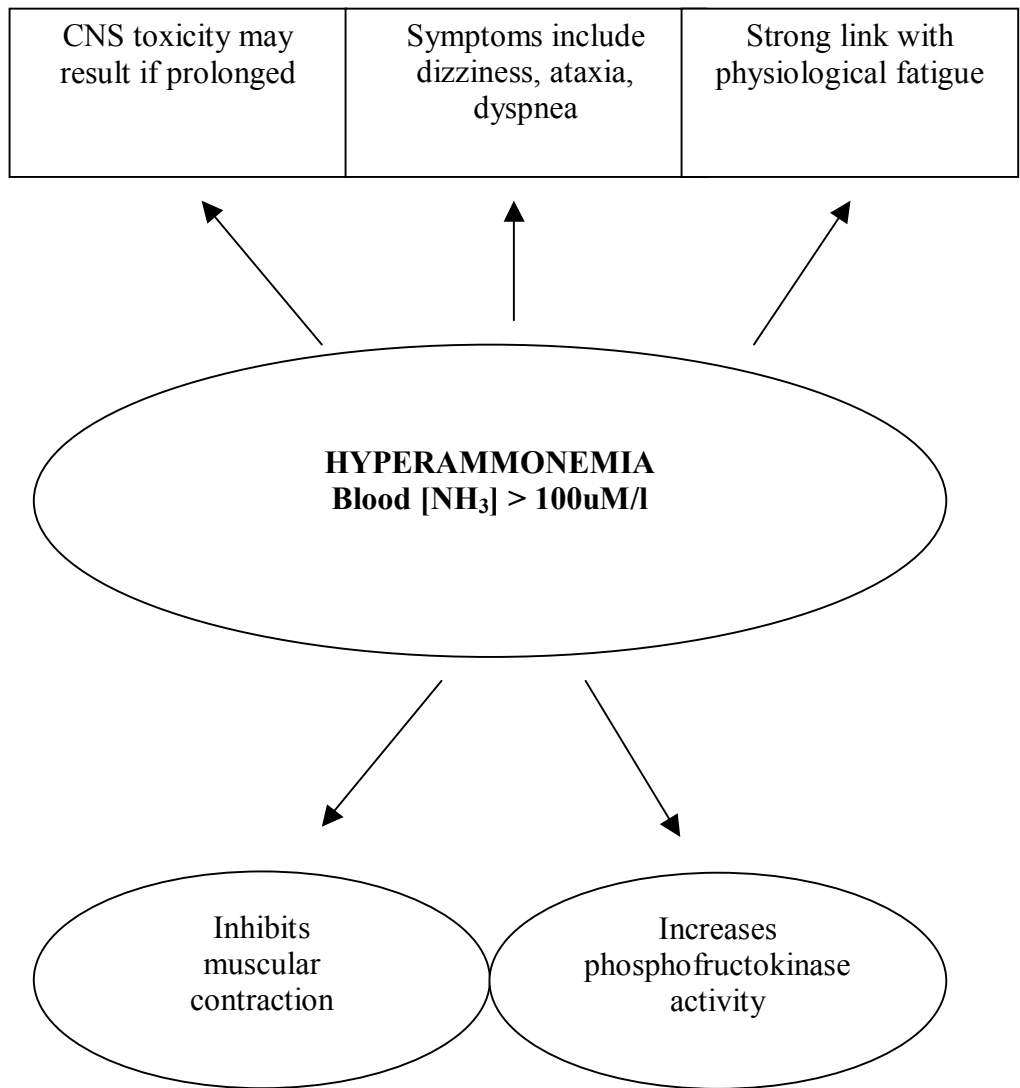 CNS toxicity may
result if prolonged
Symptoms include
dizziness, ataxia,
dyspnea
Strong link with
physiological fatigue
HYPERAMMONEMIA
Blood [NH₃] > 100uM/l
Inhibits
muscular
contraction
Increases
phosphofructokinase
activity